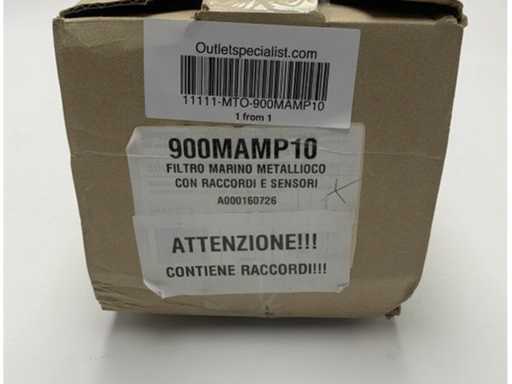 Outletspecialist.com
11111-MTO-900MAMP10
1 from 1
900MAMP10
FILTRO MARINO METALLIOCO
CON RACCORDI E SENSORI
A000160726
ATTENZIONE!!!
CONTIENE RACCORDI!!!